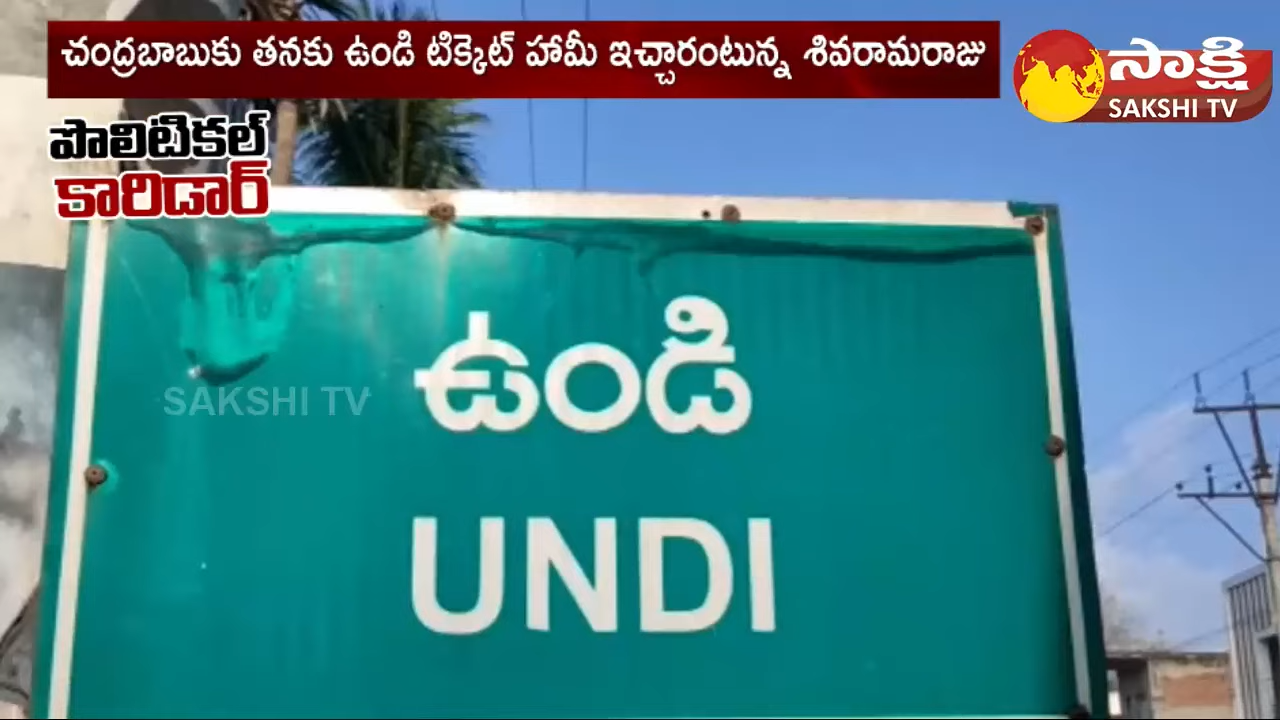 చంద్రబాబుకు తనకు ఉండి టిక్కెట్ హామీ ఇచ్చారంటున్న శివరామరాజు
సాక్షి
SAKSHI TV
పొలిటికల్
కారిడార్
ఉండి
SAKSHI TV
UNDI